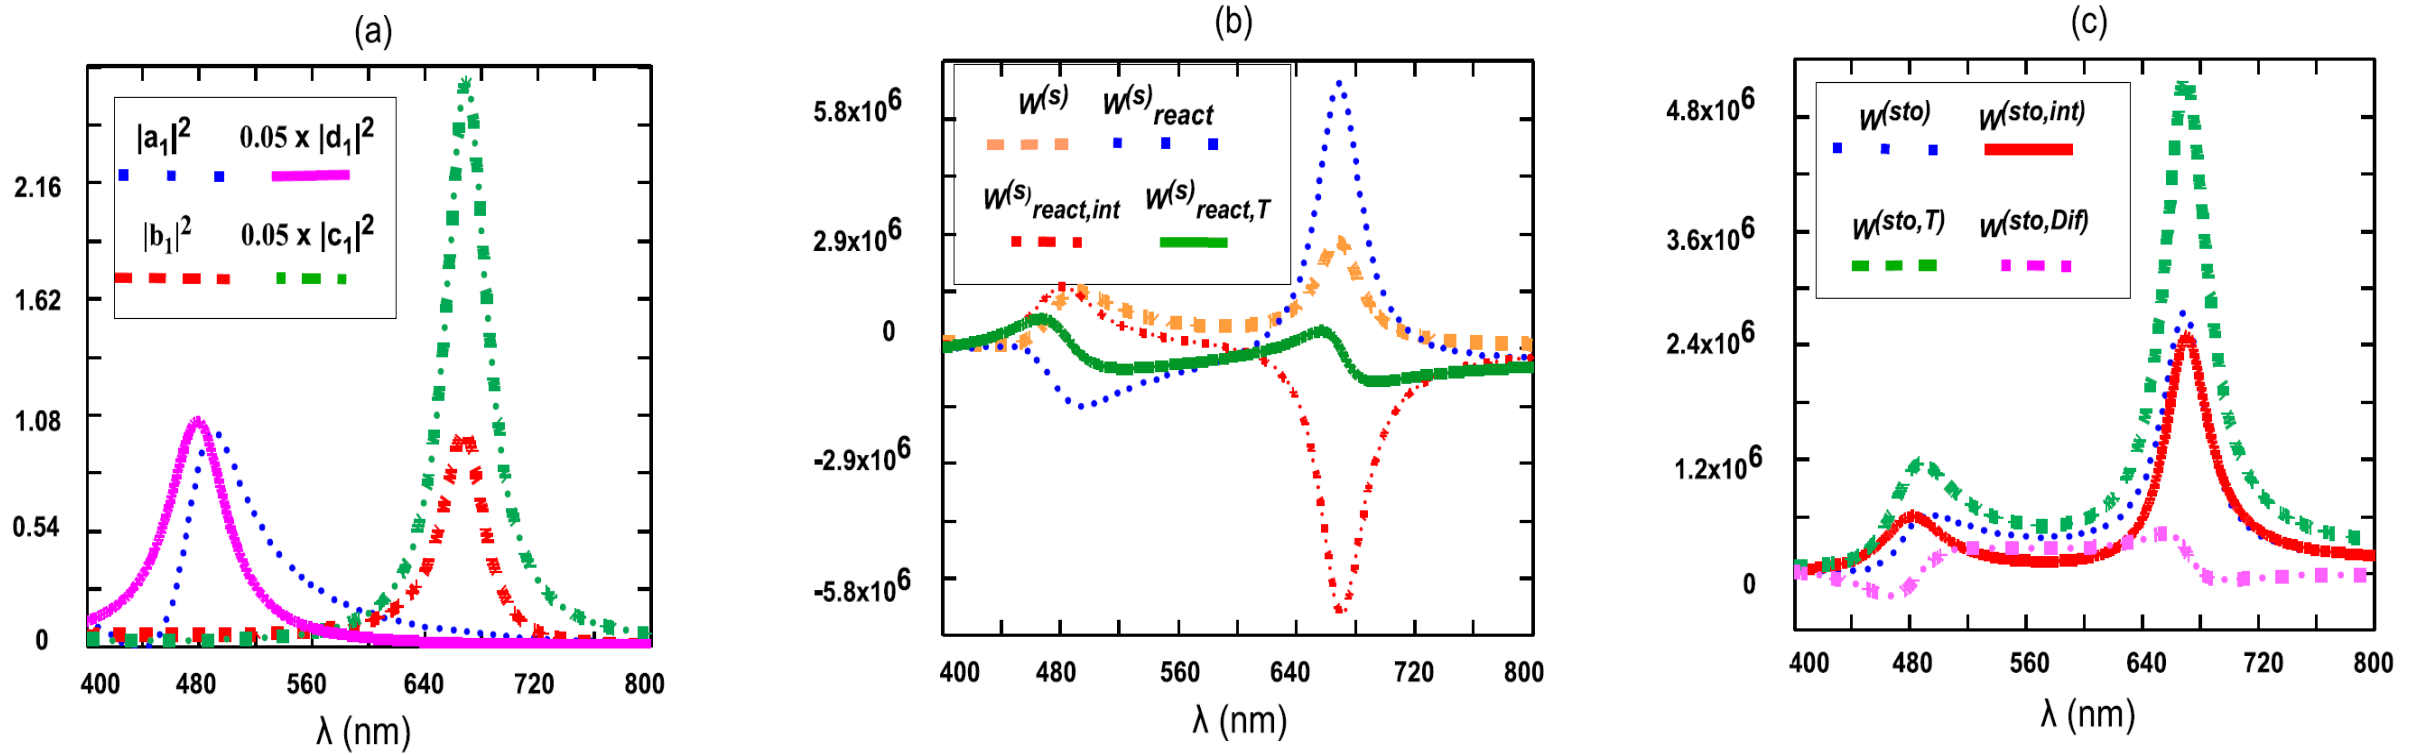 (a)
|a₁|² 0.05 x |d₁|²
|b₁|² 0.05 x |c₁|²
2.16
1.62
1.08
0.54
0
400 480 560 640 720 800
λ (nm)
(b)
W⁽ˢ⁾ W⁽ˢ⁾react
W⁽ˢ⁾react,int W⁽ˢ⁾react,T
5.8x10⁶
2.9x10⁶
0
-2.9x10⁶
-5.8x10⁶
400 480 560 640 720 800
λ (nm)
(c)
W(sto) W(sto,int)
W(sto,T) W(sto,Dif)
4.8x10⁶
3.6x10⁶
2.4x10⁶
1.2x10⁶
0
400 480 560 640 720 800
λ (nm)